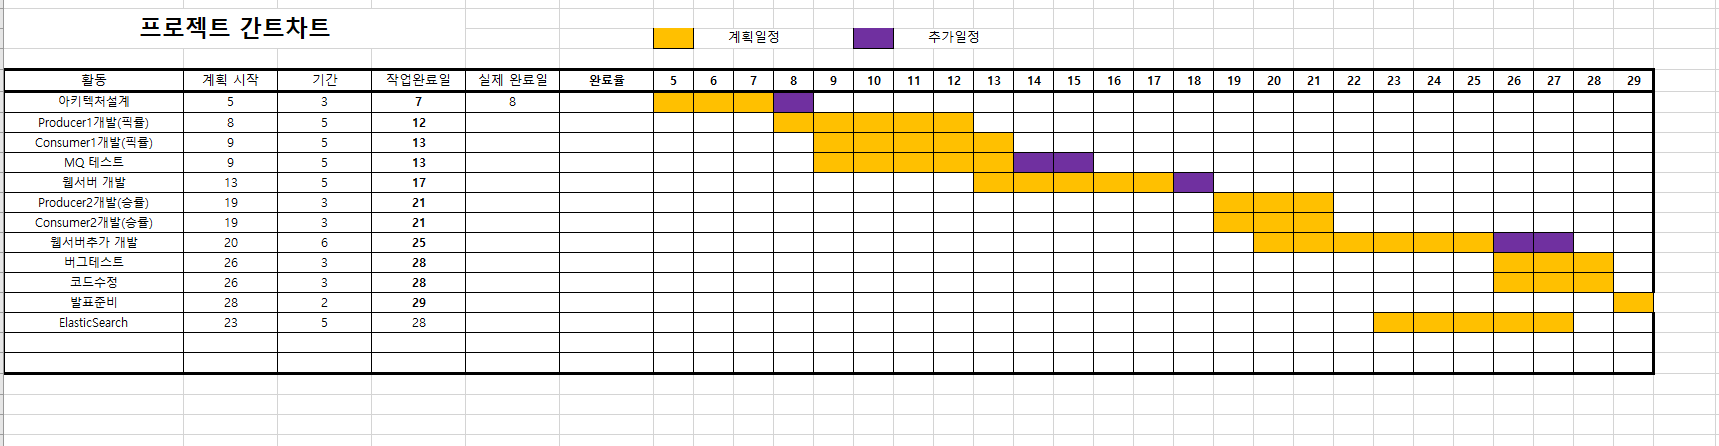 프로젝트 간트차트
계획일정 추가일정
활동 계획 시작 기간 작업완료일 실제 완료일 완료율 5 6 7 8 9 10 11 12 13 14 15 16 17 18 19 20 21 22 23 24 25 26 27 28 29
아키텍처설계 5 3 7 8
Producer1개발(픽률) 8 5 12
Consumer1개발(픽률) 9 5 13
MQ 테스트 9 5 13
웹서버 개발 13 5 17
Producer2개발(승률) 19 3 21
Consumer2개발(승률) 19 3 21
웹서버추가 개발 20 6 25
버그테스트 26 3 28
코드수정 26 3 28
발표준비 28 2 29
ElasticSearch 23 5 28